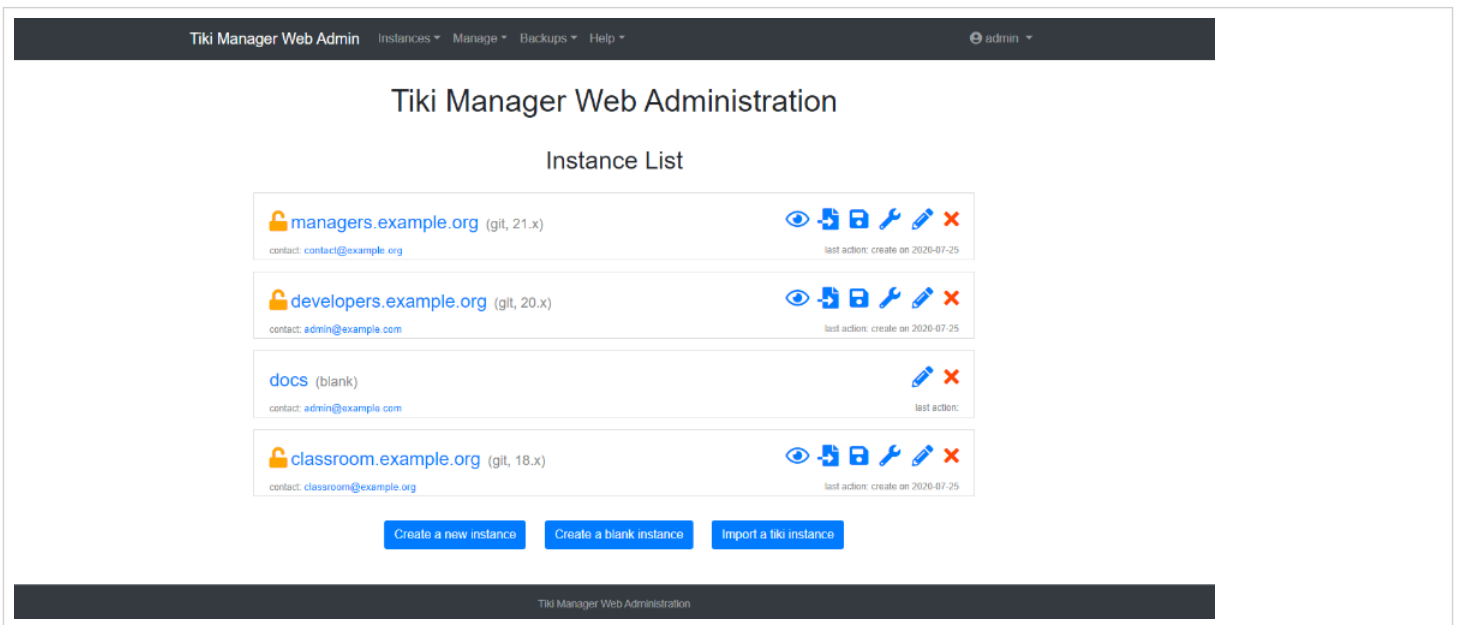 Tiki Manager Web Admin Instances Manage Backups Help admin
Tiki Manager Web Administration
Instance List
managers.example.org (git, 21.x)
contact: contact@example.org last action: create on 2020-07-25
developers.example.org (git, 20.x)
contact: admin@example.com last action: create on 2020-07-25
docs (blank)
contact: admin@example.com last action:
classroom.example.org (git, 18.x)
contact: classroom@example.org last action: create on 2020-07-25
Create a new instance Create a blank instance Import a tiki instance
Tiki Manager Web Administration